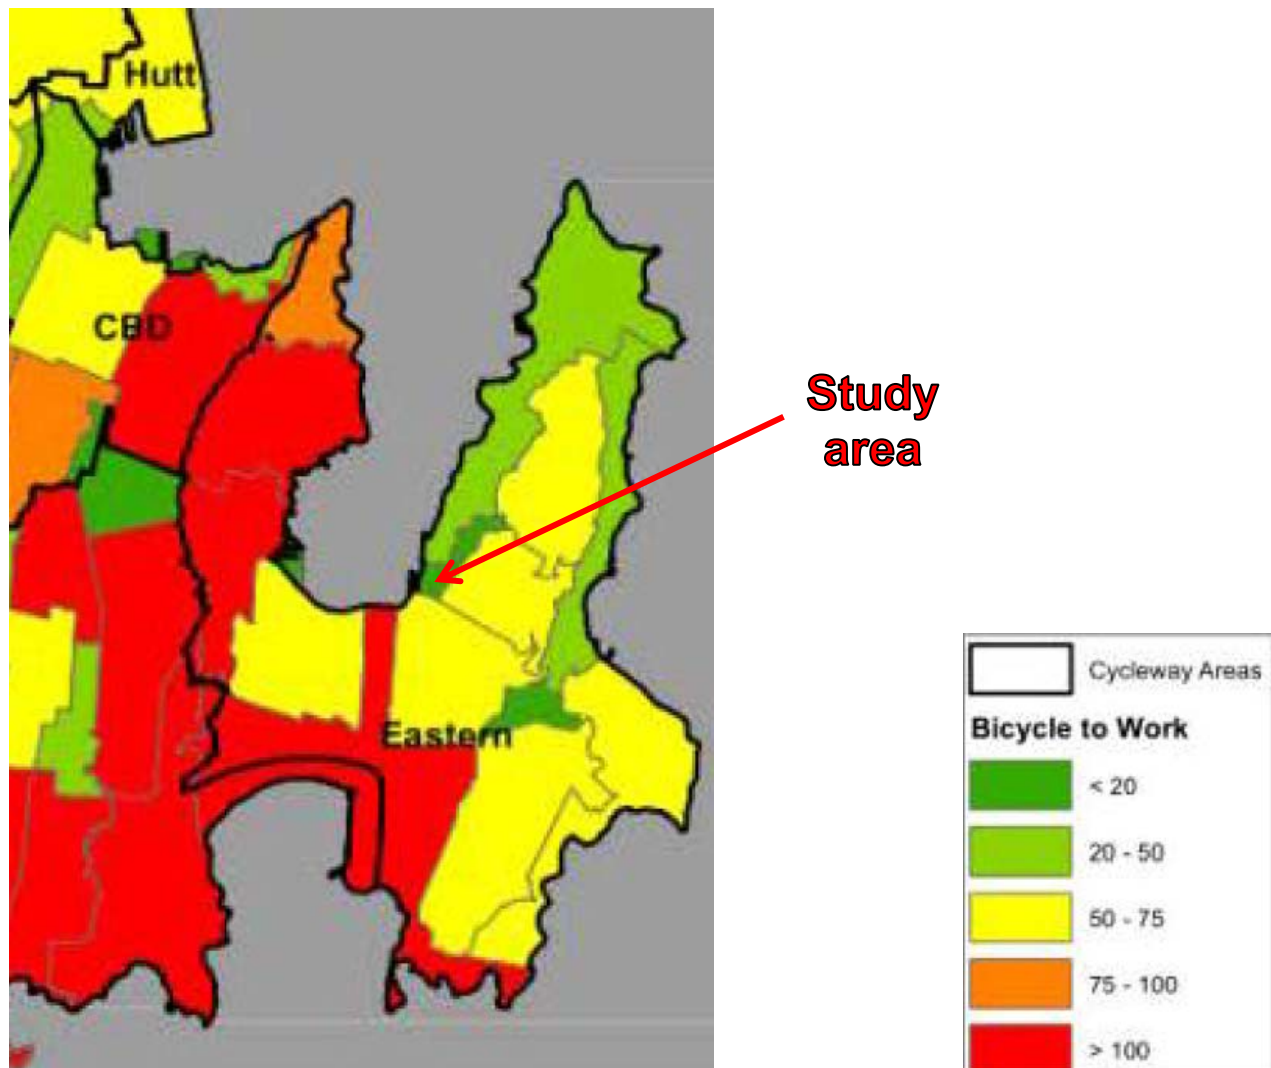 Hutt
CBD
Study
area
Eastern
Cycleway Areas
Bicycle to Work
< 20
20 - 50
50 - 75
75 - 100
> 100